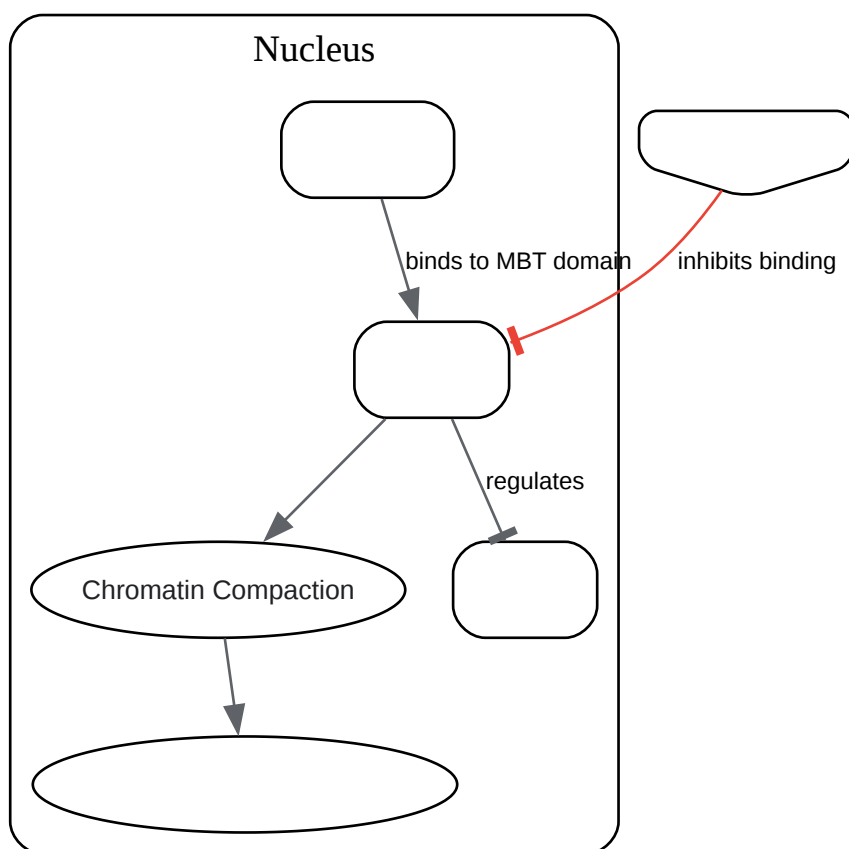 Nucleus
binds to MBT domain
inhibits binding
regulates
Chromatin Compaction